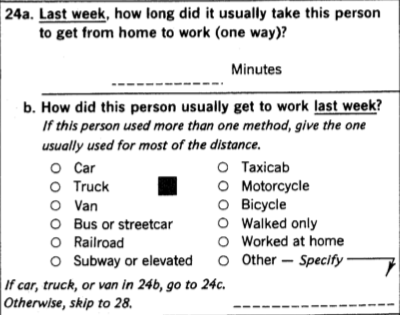 24a. Last week, how long did it usually take this person
to get from home to work (one way)?
Minutes
b. How did this person usually get to work last week?
If this person used more than one method, give the one
usually used for most of the distance.
Car
Taxicab
Truck
Motorcycle
Van
Bicycle
Bus or streetcar
Walked only
Railroad
Worked at home
Subway or elevated
Other — Specify
If car, truck, or van in 24b, go to 24c.
Otherwise, skip to 28.